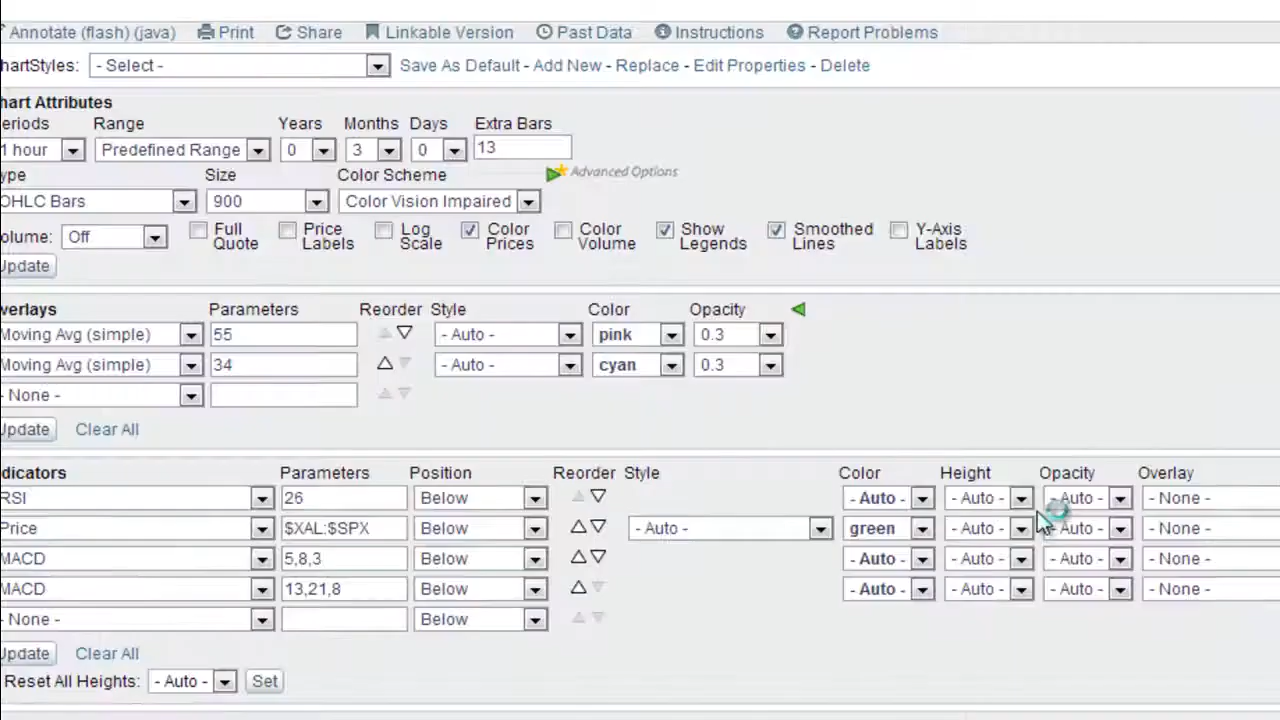 Annotate (flash) (java) Print Share Linkable Version Past Data Instructions Report Problems
hartStyles: - Select - Save As Default - Add New - Replace - Edit Properties - Delete
hart Attributes
eriods Range Years Months Days Extra Bars
1 hour Predefined Range 0 3 0 13
ype Size Color Scheme Advanced Options
OHLC Bars 900 Color Vision Impaired
olume: Off Full Quote Price Labels Log Scale Color Prices Color Volume Show Legends Smoothed Lines Y-Axis Labels
Update
verlays Parameters Reorder Style Color Opacity
Moving Avg (simple) 55 - Auto - pink 0.3
Moving Avg (simple) 34 - Auto - cyan 0.3
- None -
Update Clear All
dicators Parameters Position Reorder Style Color Height Opacity Overlay
RSI 26 Below - Auto - - Auto - - Auto - - None -
Price $XAL:$SPX Below - Auto - green - Auto - - Auto - - None -
MACD 5,8,3 Below - Auto - - Auto - - Auto - - None -
MACD 13,21,8 Below - Auto - - Auto - - Auto - - None -
- None - Below
Update Clear All
Reset All Heights: - Auto - Set